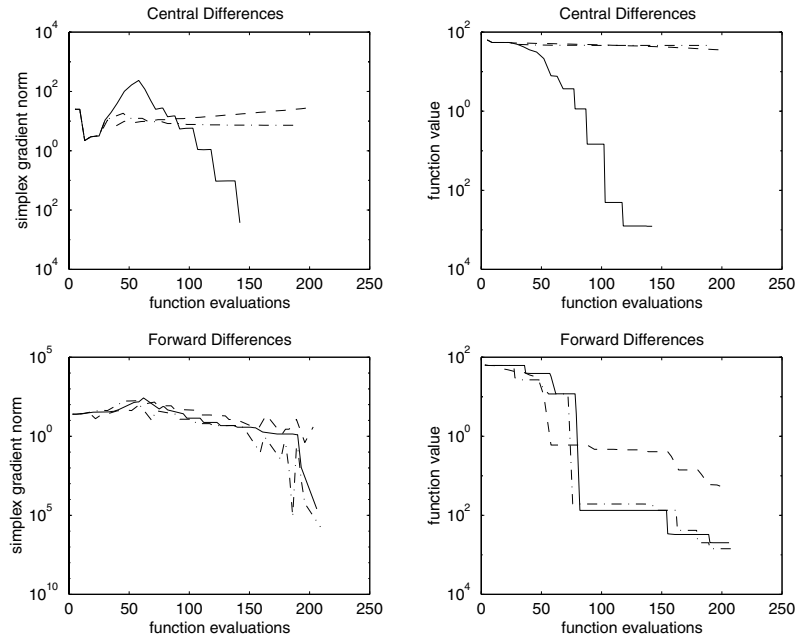 Central Differences
10^4
10^2
10^0
10^2
10^4
simplex gradient norm
0 50 100 150 200 250
function evaluations
Central Differences
10^2
10^0
10^2
10^4
function value
0 50 100 150 200 250
function evaluations
Forward Differences
10^5
10^0
10^5
10^10
simplex gradient norm
0 50 100 150 200 250
function evaluations
Forward Differences
10^2
10^0
10^2
10^4
function value
0 50 100 150 200 250
function evaluations